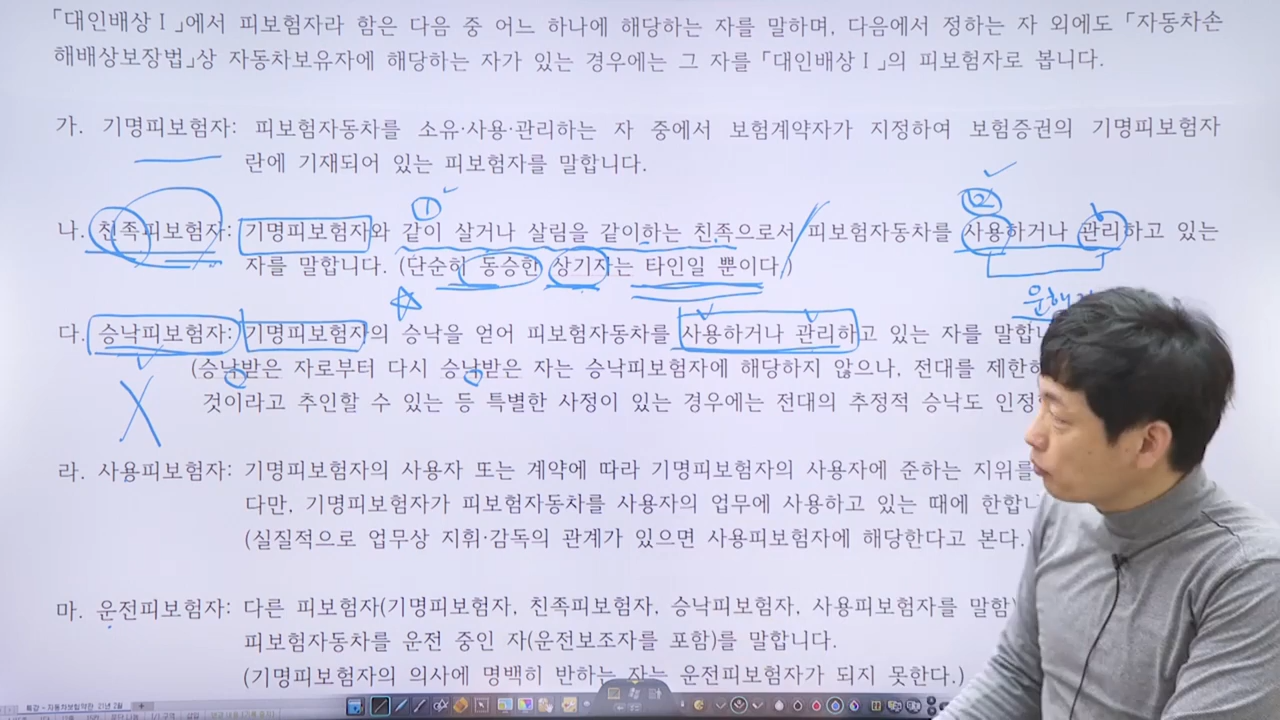 「대인배상Ⅰ」에서 피보험자라 함은 다음 중 어느 하나에 해당하는 자를 말하며, 다음에서 정하는 자 외에도 「자동차손
해배상보장법」상 자동차보유자에 해당하는 자가 있는 경우에는 그 자를 「대인배상Ⅰ」의 피보험자로 봅니다.
가. 기명피보험자: 피보험자동차를 소유·사용·관리하는 자 중에서 보험계약자가 지정하여 보험증권의 기명피보험자
란에 기재되어 있는 피보험자를 말합니다.
① ②
나. 친족피보험자: 기명피보험자와 같이 살거나 살림을 같이하는 친족으로서 피보험자동차를 사용하거나 관리하고 있는
자를 말합니다. (단순히 동승한 상기자는 타인일 뿐이다.)
다. 승낙피보험자: 기명피보험자의 승낙을 얻어 피보험자동차를 사용하거나 관리하고 있는 자를 말합
(승낙받은 자로부터 다시 승낙받은 자는 승낙피보험자에 해당하지 않으나, 전대를 제한
것이라고 추인할 수 있는 등 특별한 사정이 있는 경우에는 전대의 추정적 승낙도 인정
라. 사용피보험자: 기명피보험자의 사용자 또는 계약에 따라 기명피보험자의 사용자에 준하는 지위를
다만, 기명피보험자가 피보험자동차를 사용자의 업무에 사용하고 있는 때에 한합니
(실질적으로 업무상 지휘·감독의 관계가 있으면 사용피보험자에 해당한다고 본다.)
마. 운전피보험자: 다른 피보험자(기명피보험자, 친족피보험자, 승낙피보험자, 사용피보험자를 말함)
피보험자동차를 운전 중인 자(운전보조자를 포함)를 말합니다.
(기명피보험자의 의사에 명백히 반하는 자는 운전피보험자가 되지 못한다.)
특강 - 자동차보험약관 21년 2월